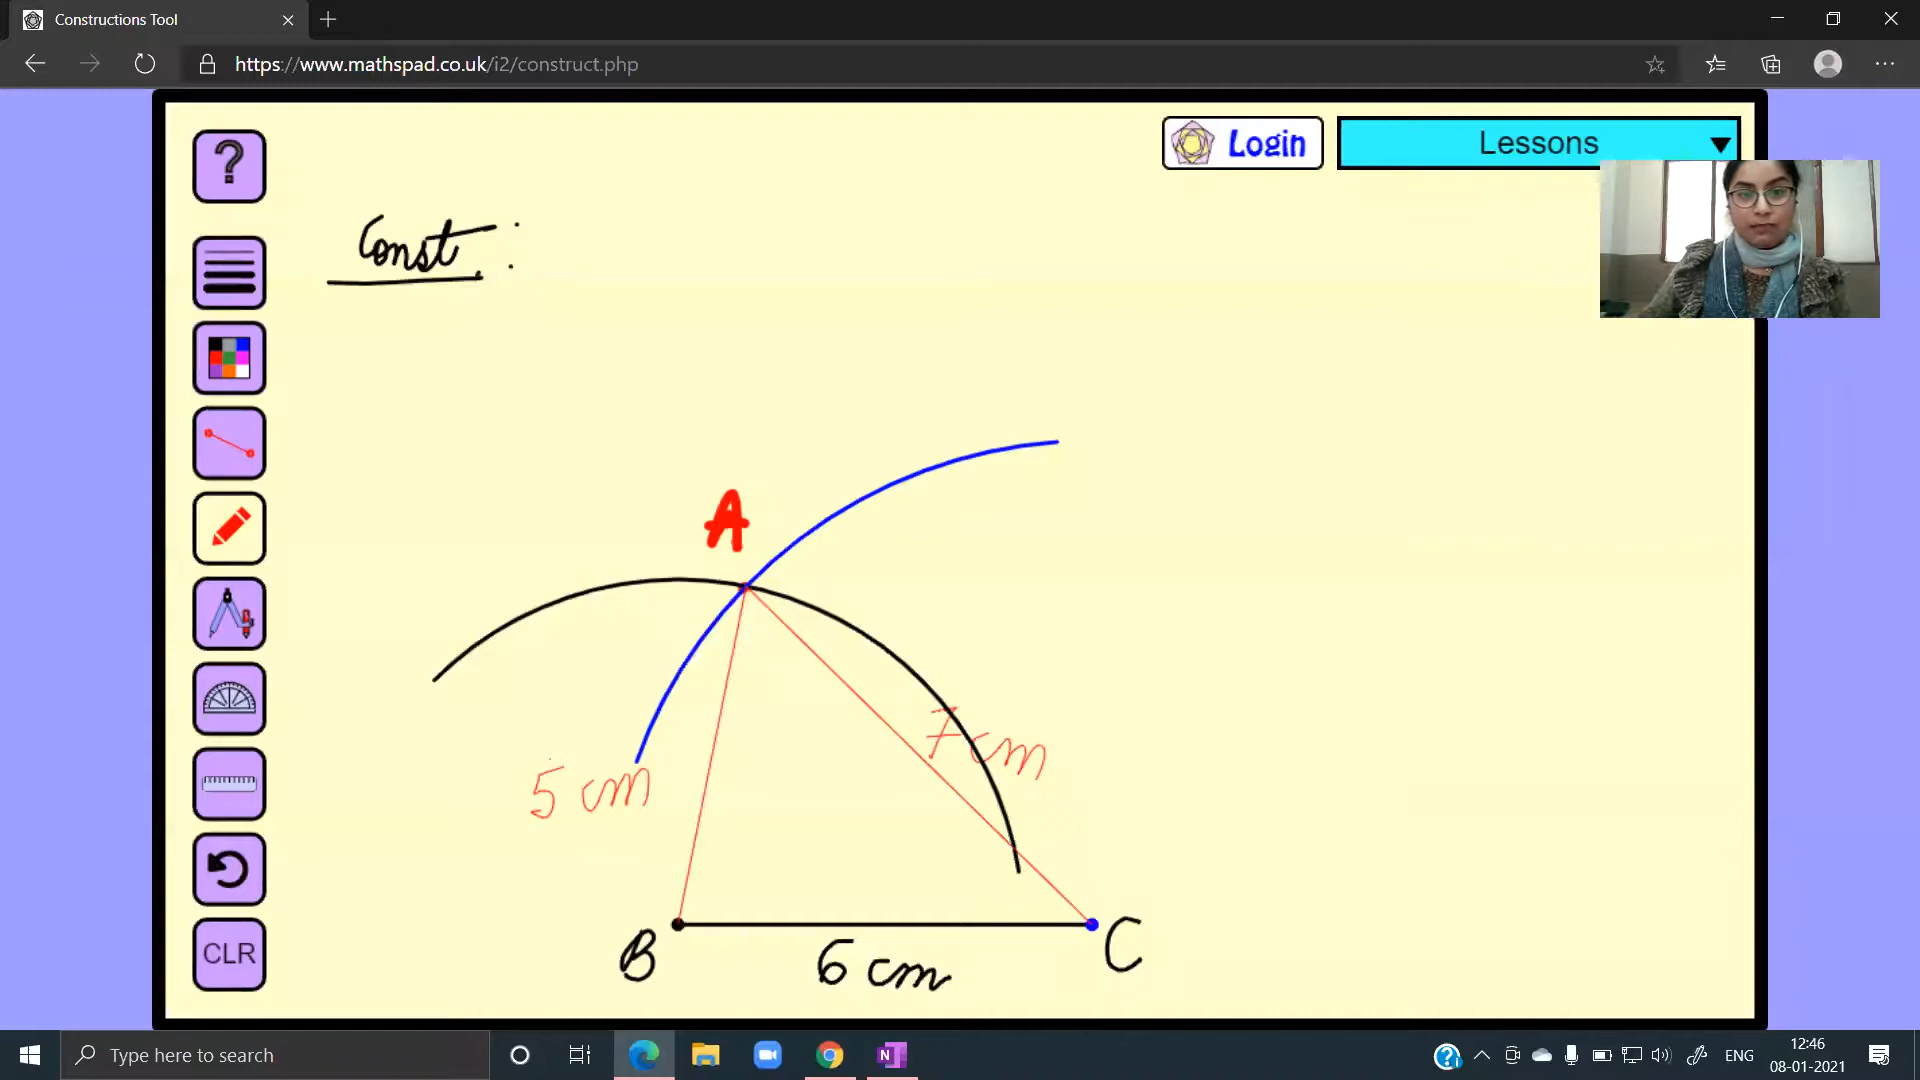 Constructions Tool
https://www.mathspad.co.uk/i2/construct.php
?
Login
Lessons
Const. :
A
7 cm
5 cm
B
6 cm
C
CLR
Type here to search
N
ENG
12:46
08-01-2021